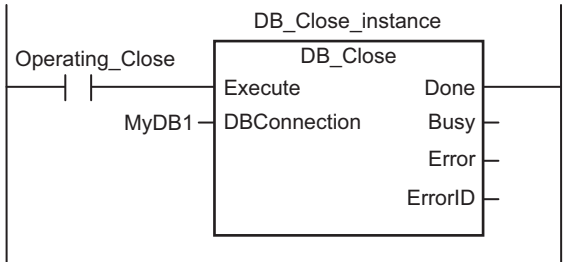 DB_Close_instance
Operating_Close
DB_Close
Execute Done
MyDB1 DBConnection Busy
Error
ErrorID